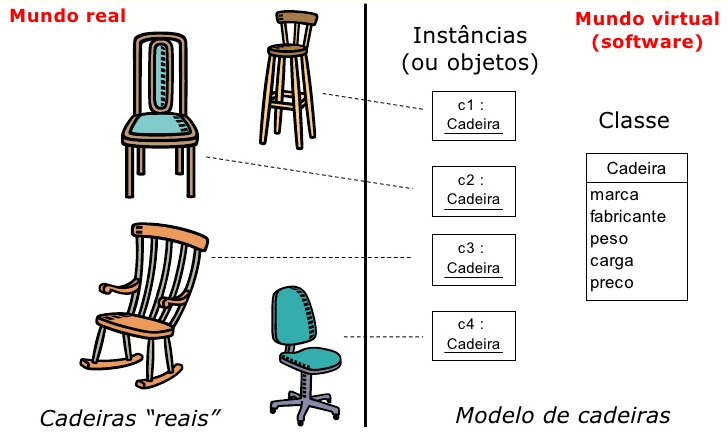 Mundo real
Instâncias
(ou objetos)
Mundo virtual
(software)
c1 :
Cadeira
c2 :
Cadeira
c3 :
Cadeira
c4 :
Cadeira
Classe
Cadeira
marca
fabricante
peso
carga
preco
Cadeiras “reais”
Modelo de cadeiras